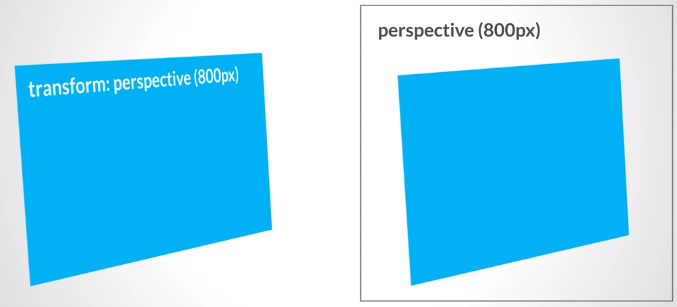 transform: perspective (800px)
perspective (800px)